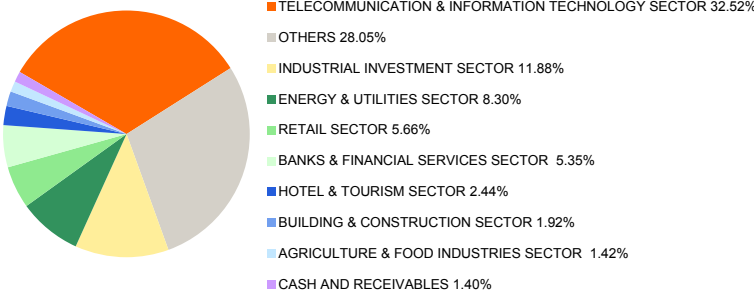 TELECOMMUNICATION & INFORMATION TECHNOLOGY SECTOR 32.52%
OTHERS 28.05%
INDUSTRIAL INVESTMENT SECTOR 11.88%
ENERGY & UTILITIES SECTOR 8.30%
RETAIL SECTOR 5.66%
BANKS & FINANCIAL SERVICES SECTOR 5.35%
HOTEL & TOURISM SECTOR 2.44%
BUILDING & CONSTRUCTION SECTOR 1.92%
AGRICULTURE & FOOD INDUSTRIES SECTOR 1.42%
CASH AND RECEIVABLES 1.40%